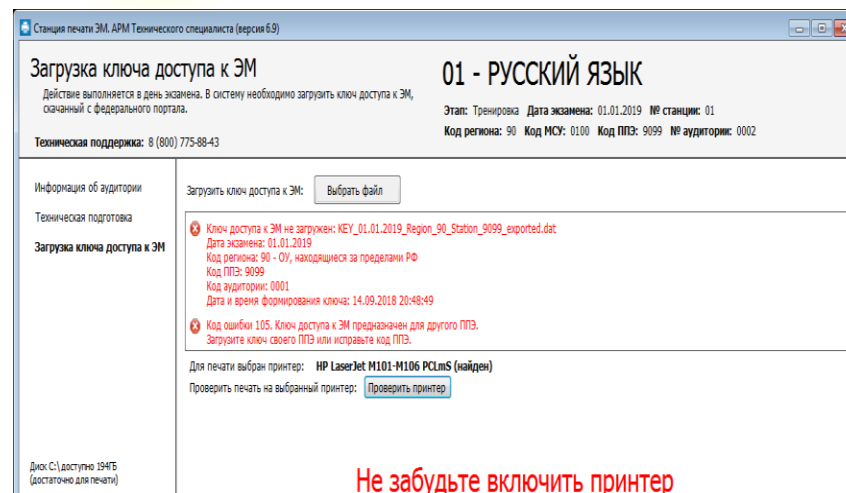 Станция печати ЭМ. АРМ Технического специалиста (версия 6.9)
Загрузка ключа доступа к ЭМ
Действие выполняется в день экзамена. В систему необходимо загрузить ключ доступа к ЭМ,
скачанный с федерального портала.
Техническая поддержка: 8 (800) 775-88-43
01 - РУССКИЙ ЯЗЫК
Этап: Тренировка Дата экзамена: 01.01.2019 № станции: 01
Код региона: 90 Код МСУ: 0100 Код ППЭ: 9099 № аудитории: 0002
Информация об аудитории
Техническая подготовка
Загрузка ключа доступа к ЭМ
Загрузить ключ доступа к ЭМ: Выбрать файл
Ключ доступа к ЭМ не загружен: KEY_01.01.2019_Region_90_Station_9099_exported.dat
Дата экзамена: 01.01.2019
Код региона: 90 - ОУ, находящиеся за пределами РФ
Код ППЭ: 9099
Код аудитории: 0001
Дата и время формирования ключа: 14.09.2018 20:48:49
Код ошибки 105. Ключ доступа к ЭМ предназначен для другого ППЭ.
Загрузите ключ своего ППЭ или исправьте код ППЭ.
Для печати выбран принтер: HP LaserJet M101-M106 PCLmS (найден)
Проверить печать на выбранный принтер: Проверить принтер
Диск C:\ доступно 194ГБ
(достаточно для печати)
Не забудьте включить принтер